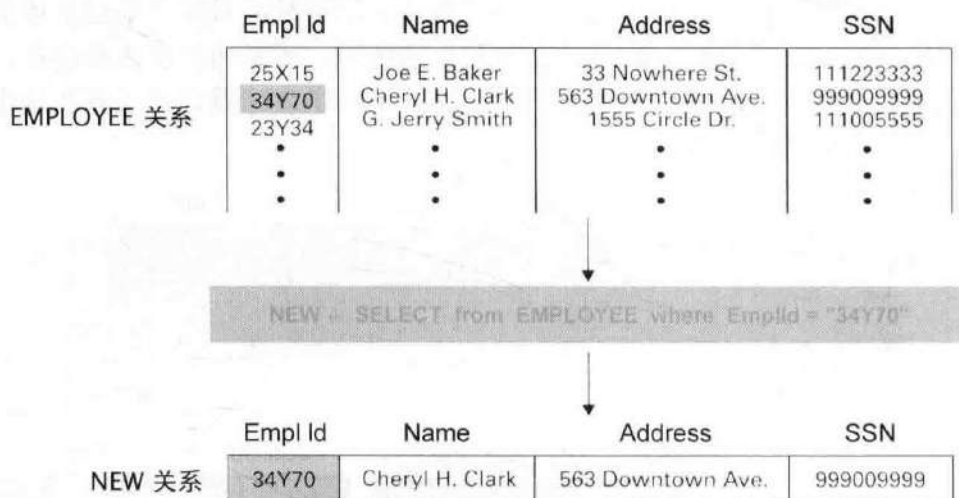 Empl Id Name Address SSN
25X15 Joe E. Baker 33 Nowhere St. 111223333
34Y70 Cheryl H. Clark 563 Downtown Ave. 999009999
23Y34 G. Jerry Smith 1555 Circle Dr. 111005555
EMPLOYEE 关系
NEW ← SELECT from EMPLOYEE where EmplId = "34Y70"
Empl Id Name Address SSN
NEW 关系 34Y70 Cheryl H. Clark 563 Downtown Ave. 999009999